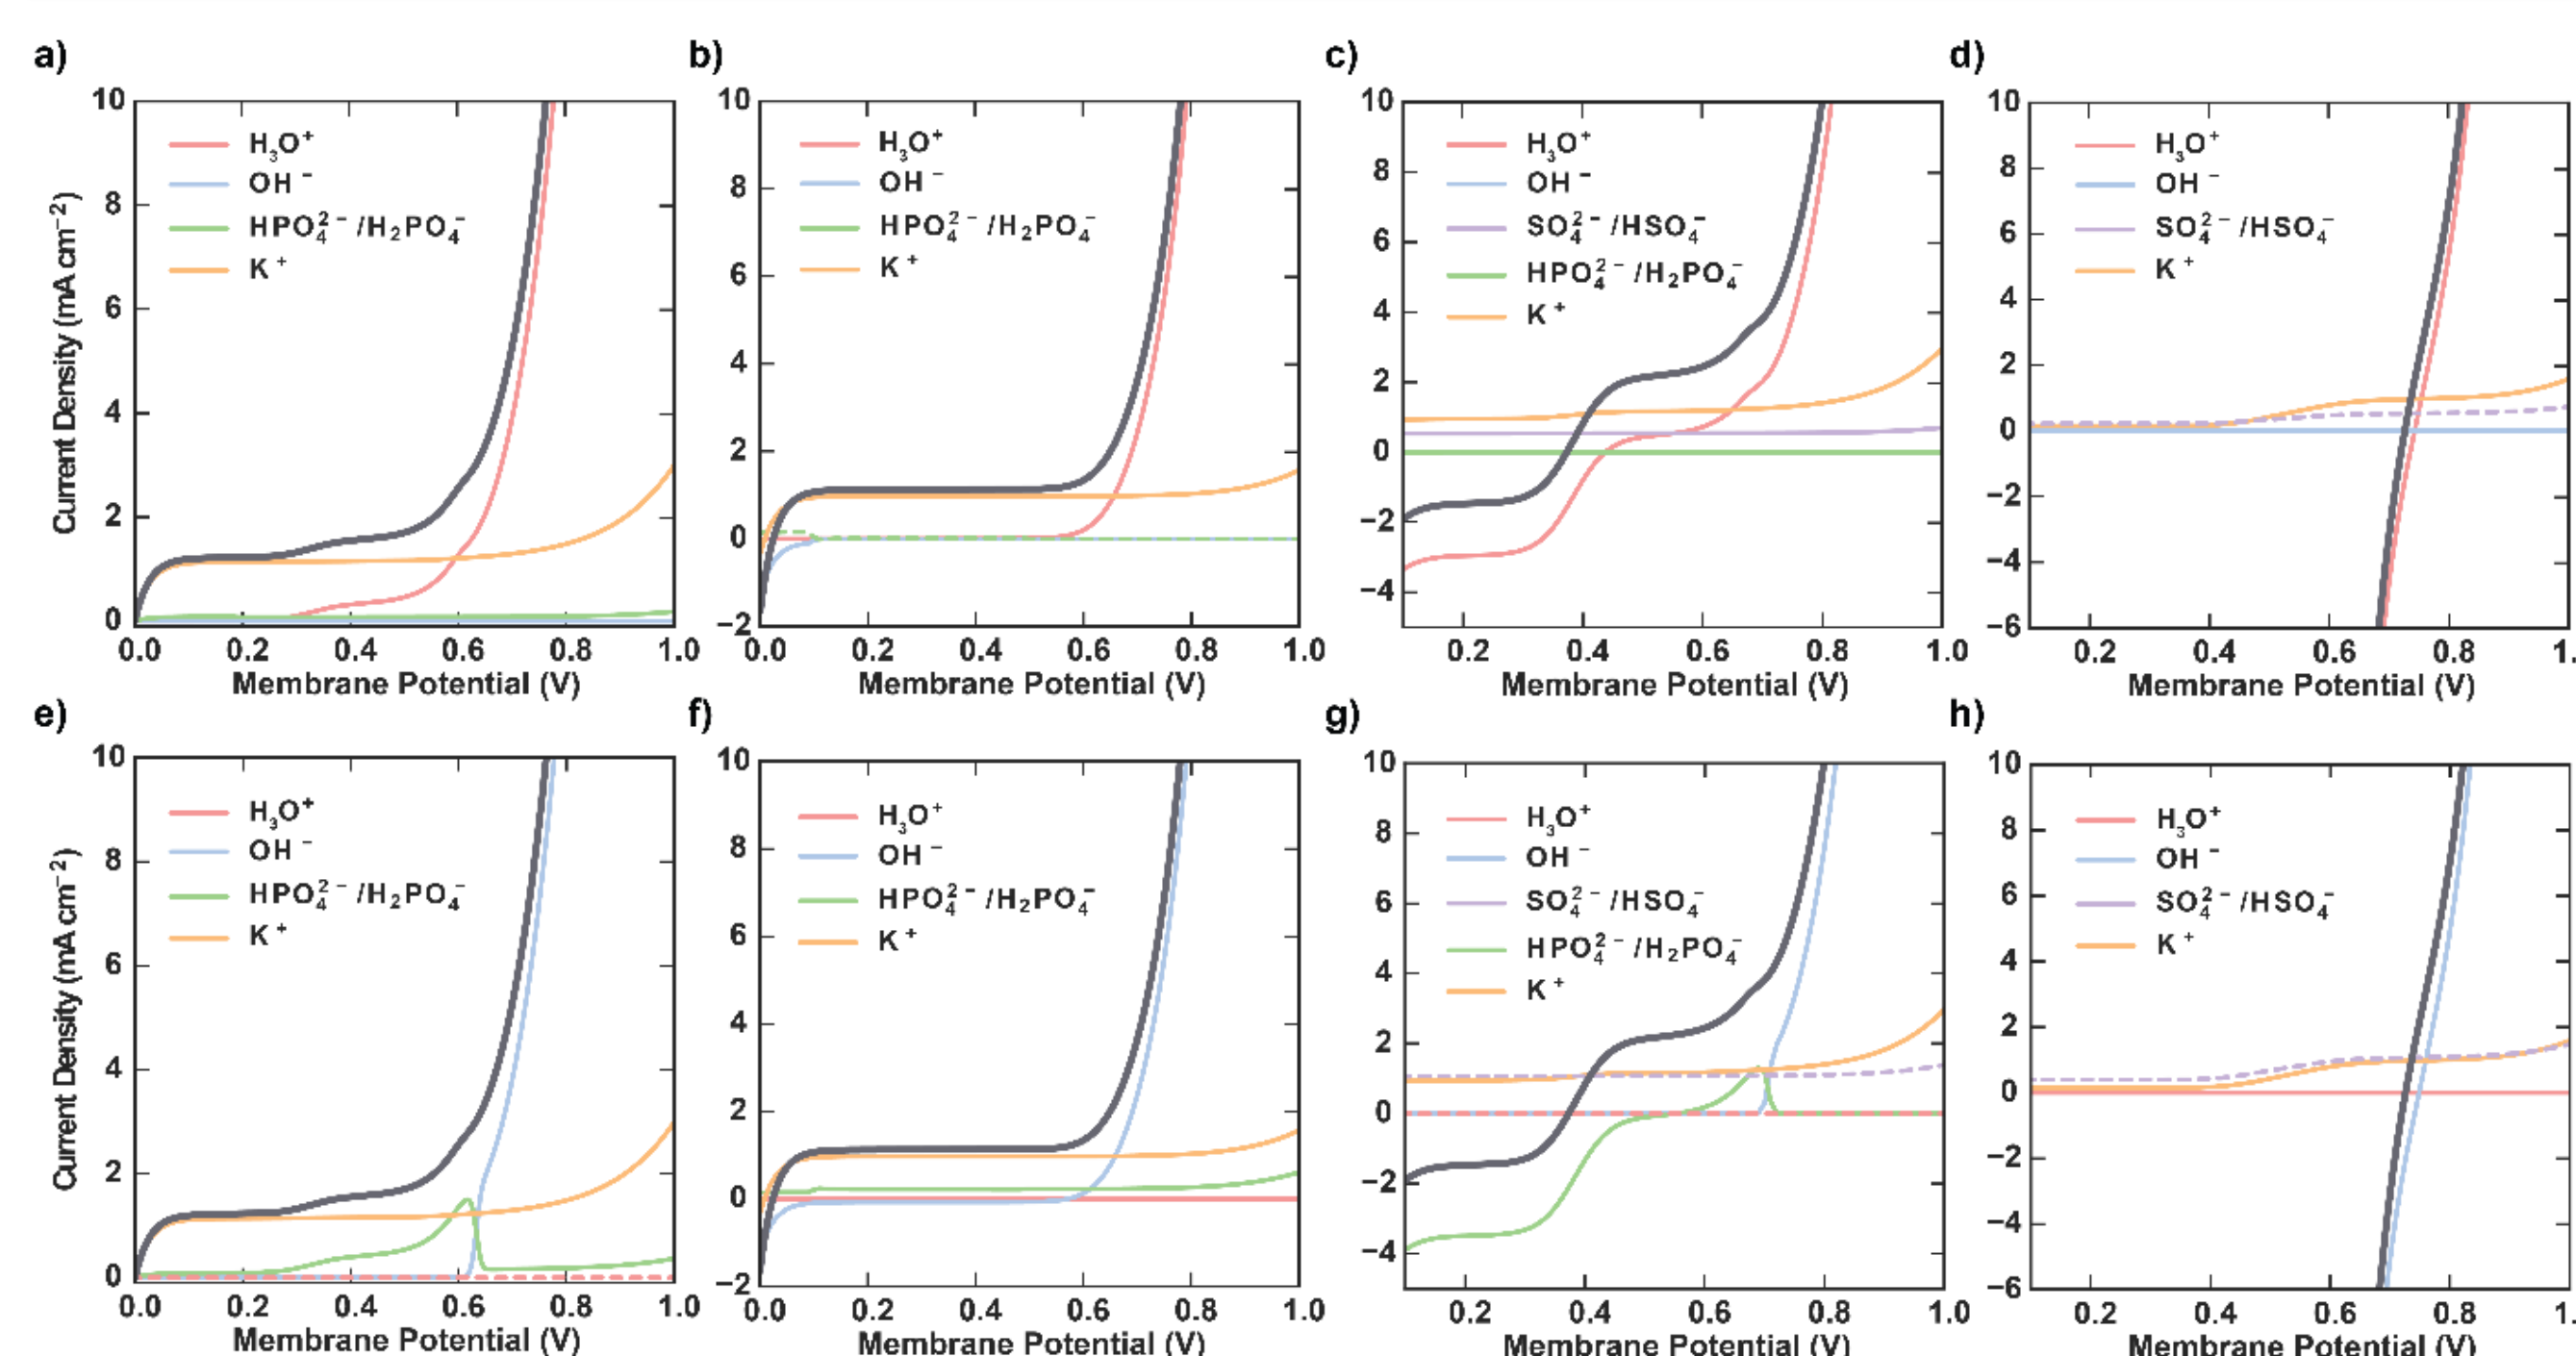 a)
b)
c)
d)
10
8
6
4
2
0
Current Density (mA cm⁻²)
H₃O⁺
OH⁻
HPO₄²⁻/H₂PO₄⁻
K⁺
0.0 0.2 0.4 0.6 0.8 1.0
Membrane Potential (V)
10
8
6
4
2
0
−2
H₃O⁺
OH⁻
HPO₄²⁻/H₂PO₄⁻
K⁺
0.0 0.2 0.4 0.6 0.8 1.0
Membrane Potential (V)
10
8
6
4
2
0
−2
−4
H₃O⁺
OH⁻
SO₄²⁻/HSO₄⁻
HPO₄²⁻/H₂PO₄⁻
K⁺
0.2 0.4 0.6 0.8 1.0
Membrane Potential (V)
10
8
6
4
2
0
−2
−4
−6
H₃O⁺
OH⁻
SO₄²⁻/HSO₄⁻
K⁺
0.2 0.4 0.6 0.8 1.
Membrane Potential (V)
e)
f)
g)
h)
10
8
6
4
2
0
Current Density (mA cm⁻²)
H₃O⁺
OH⁻
HPO₄²⁻/H₂PO₄⁻
K⁺
0.0 0.2 0.4 0.6 0.8 1.0
Membrane Potential (V)
10
8
6
4
2
0
−2
H₃O⁺
OH⁻
HPO₄²⁻/H₂PO₄⁻
K⁺
0.0 0.2 0.4 0.6 0.8 1.0
Membrane Potential (V)
10
8
6
4
2
0
−2
−4
H₃O⁺
OH⁻
SO₄²⁻/HSO₄⁻
HPO₄²⁻/H₂PO₄⁻
K⁺
0.2 0.4 0.6 0.8 1.0
Membrane Potential (V)
10
8
6
4
2
0
−2
−4
−6
H₃O⁺
OH⁻
SO₄²⁻/HSO₄⁻
K⁺
0.2 0.4 0.6 0.8 1.
Membrane Potential (V)